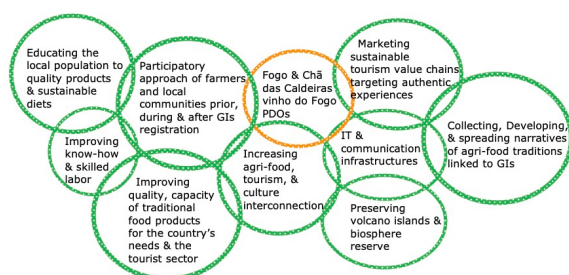 Educating the
local population to
quality products
& sustainable
diets
Participatory
approach of farmers
and local
communities prior,
during & after GIs
registration
Fogo & Chã
das Caldeiras
vinho do Fogo
PDOs
Marketing
sustainable
tourism value chains
targeting authentic
experiences
Collecting, Developing,
& spreading narratives
of agri-food traditions
linked to GIs
Improving
know-how
& skilled
labor
Improving
quality, capacity
of traditional
food products
for the country's
needs & the
tourist sector
Increasing
agri-food,
tourism, &
culture
interconnection
IT &
communication
infrastructures
Preserving
volcano islands &
biosphere
reserve